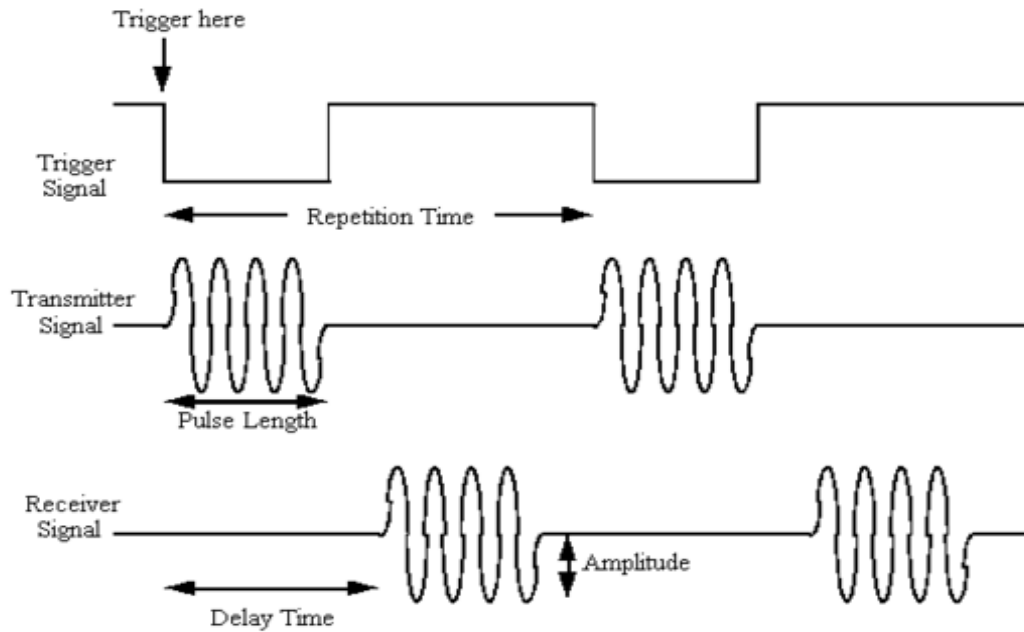 Trigger here
Trigger
Signal
Repetition Time
Transmitter
Signal
Pulse Length
Receiver
Signal
Amplitude
Delay Time